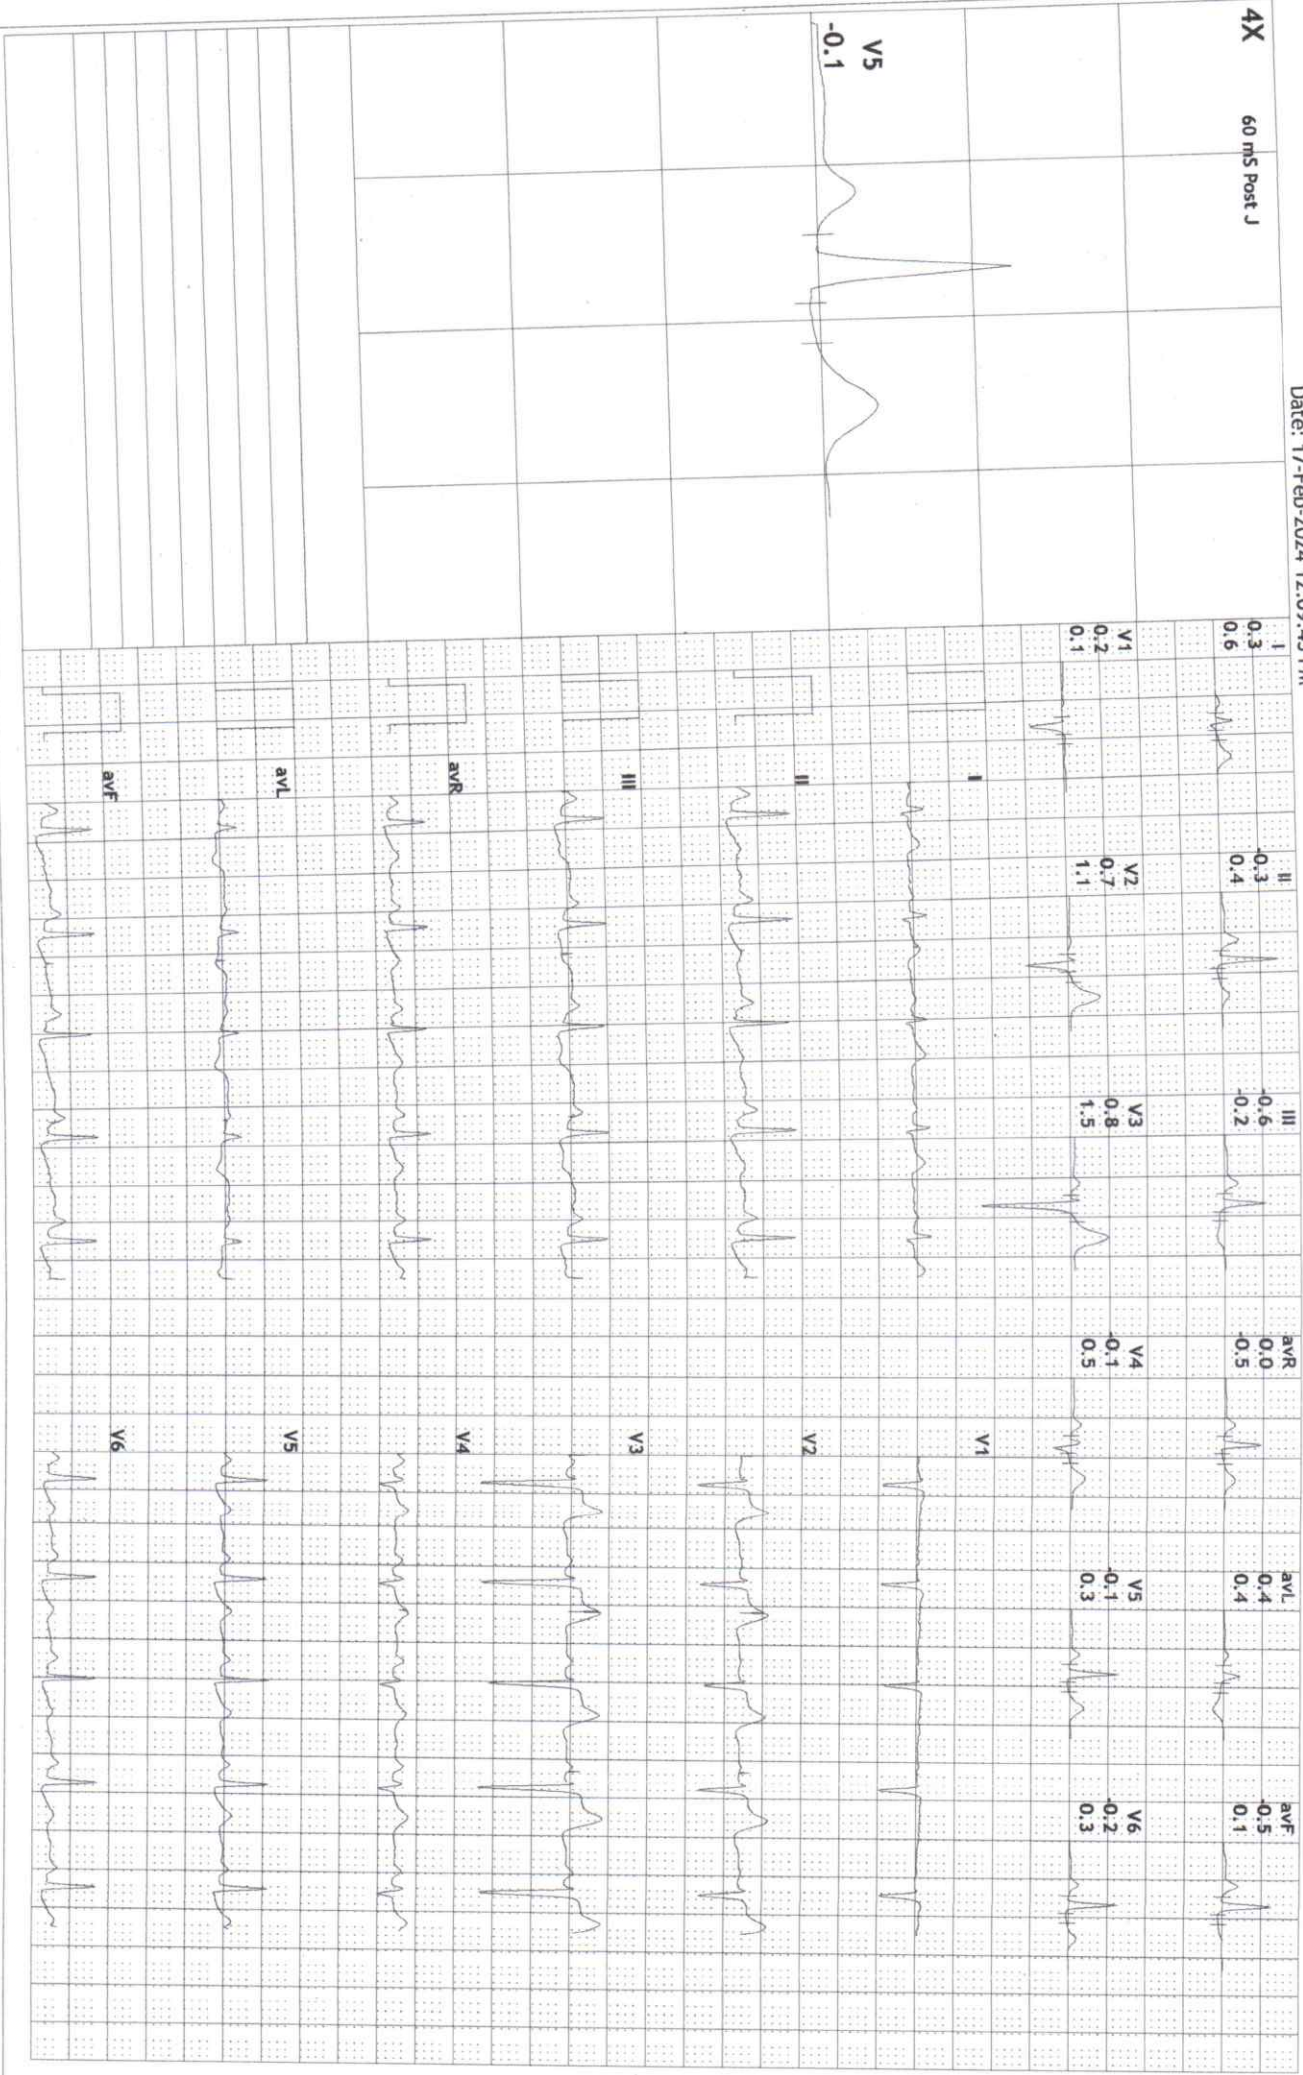 Date: 17-Feb-2024 12:09:45 PM
4X 60 mS Post J
V5
-0.1
I II III avR avL avF
0.3 -0.3 -0.6 0.0 0.4 -0.5
0.6 0.4 -0.2 -0.5 0.4 0.1
V1 V2 V3 V4 V5 V6
0.2 0.7 0.8 -0.1 -0.1 -0.2
0.1 1.1 1.5 0.5 0.3 0.3
I V1
II V2
III V3
avR V4
avL V5
avF V6